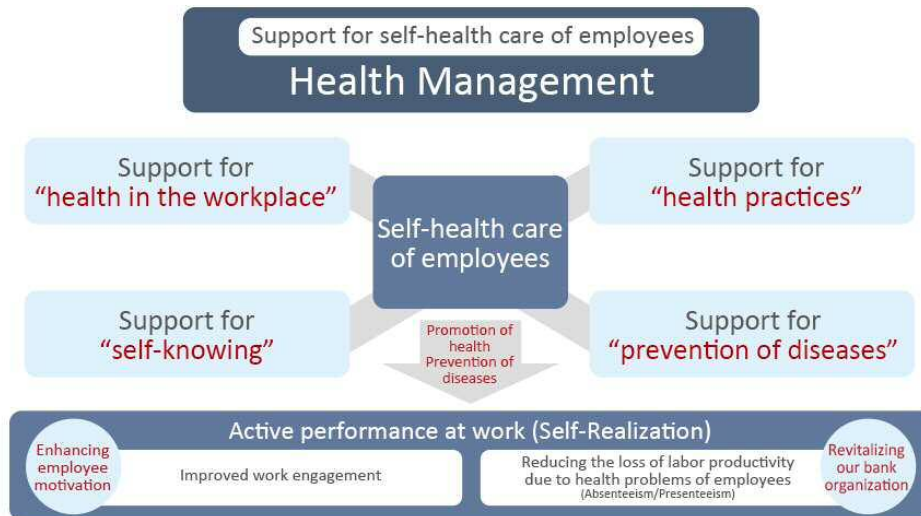 Support for self-health care of employees
Health Management
Support for
“health in the workplace”
Support for
“health practices”
Self-health care
of employees
Support for
“self-knowing”
Support for
“prevention of diseases”
Promotion of
health
Prevention of
diseases
Active performance at work (Self-Realization)
Enhancing
employee
motivation
Improved work engagement
Reducing the loss of labor productivity
due to health problems of employees
(Absenteeism/Presenteeism)
Revitalizing
our bank
organization